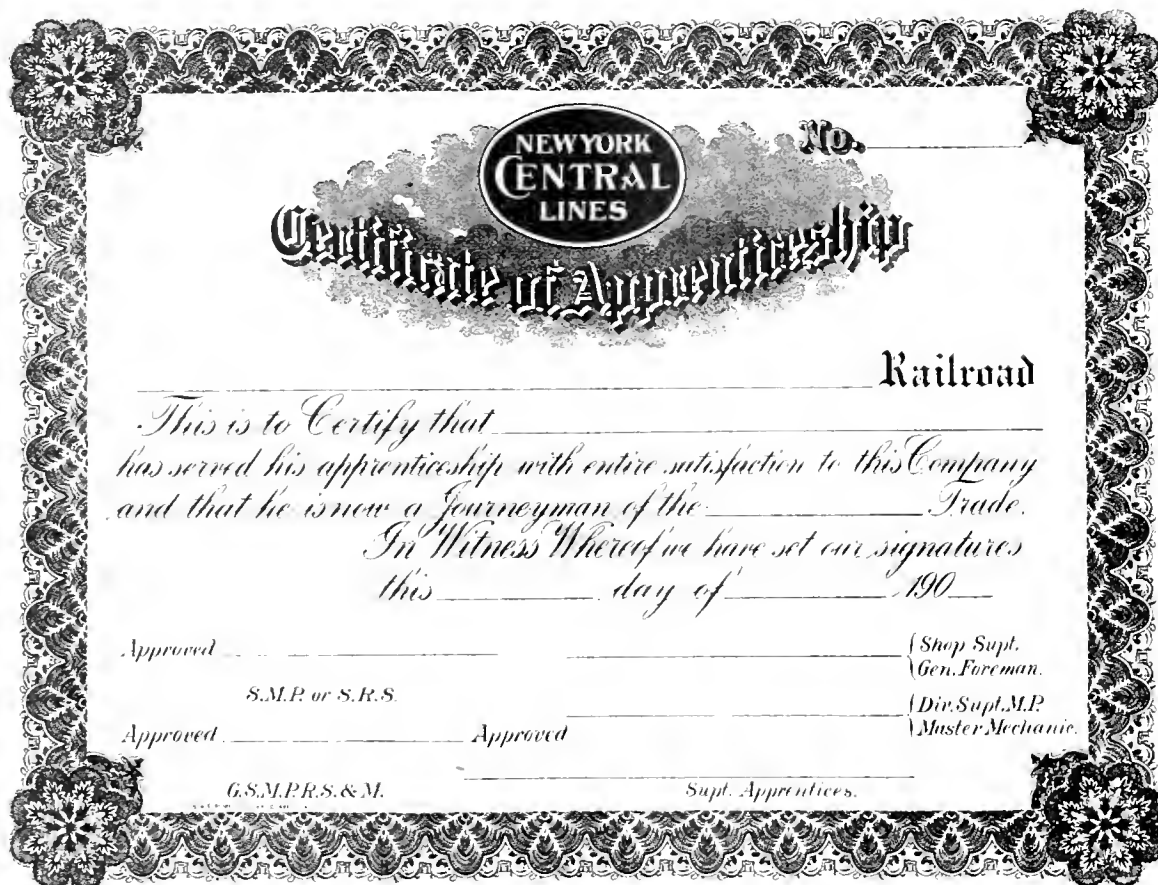 No.
NEW YORK
CENTRAL
LINES
Certificate of Apprenticeship
Railroad
This is to Certify that
has served his apprenticeship with entire satisfaction to this Company
and that he is now a Journeyman of the Trade.
In Witness Whereof we have set our signatures
this day of 190
Approved
Shop Supt.
Gen. Foreman.
S.M.P. or S.R.S.
Div. Supt. M.P.
Master Mechanic.
Approved Approved
G.S.M.P.R.S. & M.
Supt. Apprentices.